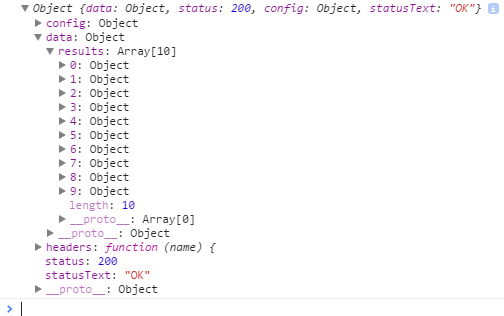 Object {data: Object, status: 200, config: Object, statusText: "OK"} i
config: Object
data: Object
results: Array[10]
0: Object
1: Object
2: Object
3: Object
4: Object
5: Object
6: Object
7: Object
8: Object
9: Object
length: 10
__proto__: Array[0]
__proto__: Object
headers: function (name) {
status: 200
statusText: "OK"
__proto__: Object